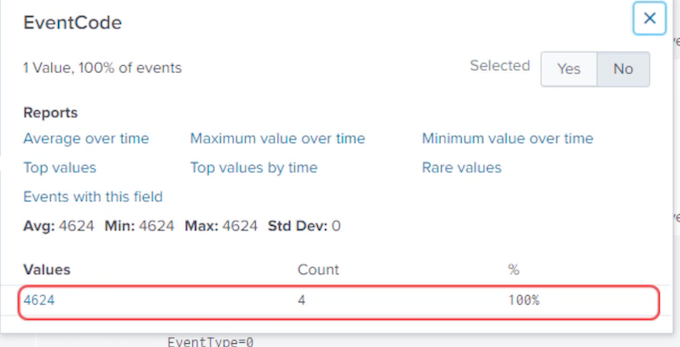 EventCode
1 Value, 100% of events
Selected Yes No
Reports
Average over time Maximum value over time Minimum value over time
Top values Top values by time Rare values
Events with this field
Avg: 4624 Min: 4624 Max: 4624 Std Dev: 0
Values Count %
4624 4 100%
EventType=0